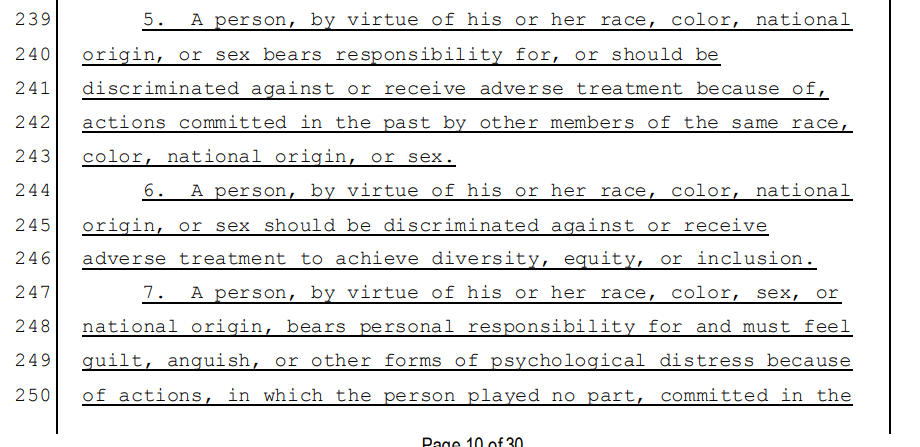 239 5. A person, by virtue of his or her race, color, national
240 origin, or sex bears responsibility for, or should be
241 discriminated against or receive adverse treatment because of,
242 actions committed in the past by other members of the same race,
243 color, national origin, or sex.
244 6. A person, by virtue of his or her race, color, national
245 origin, or sex should be discriminated against or receive
246 adverse treatment to achieve diversity, equity, or inclusion.
247 7. A person, by virtue of his or her race, color, sex, or
248 national origin, bears personal responsibility for and must feel
249 guilt, anguish, or other forms of psychological distress because
250 of actions, in which the person played no part, committed in the
Page 10 of 30